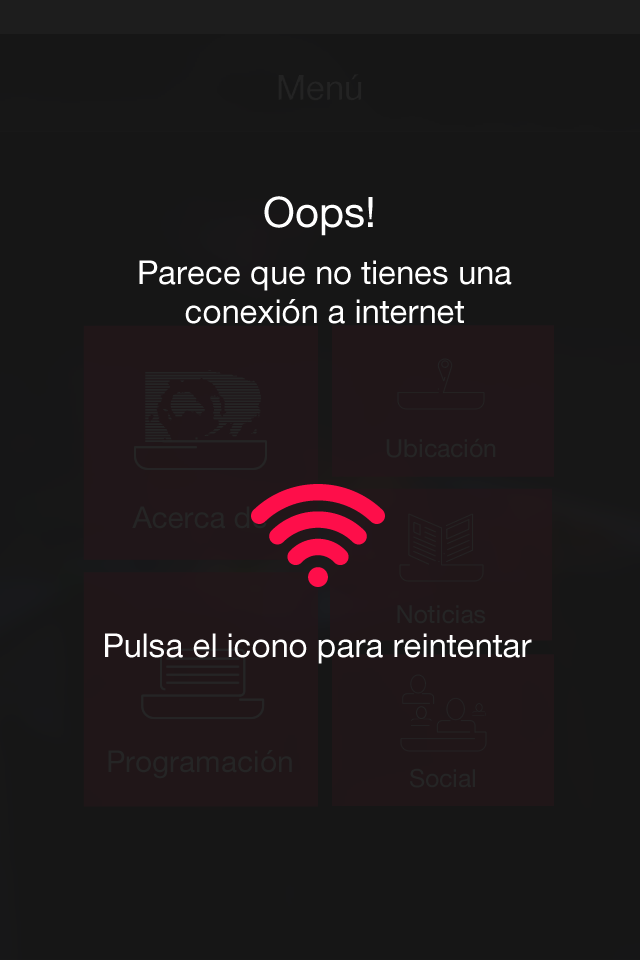 Menú
Oops!
Parece que no tienes una
conexión a internet
Ubicación
Acerca d
Noticias
Pulsa el icono para reintentar
Programación
Social